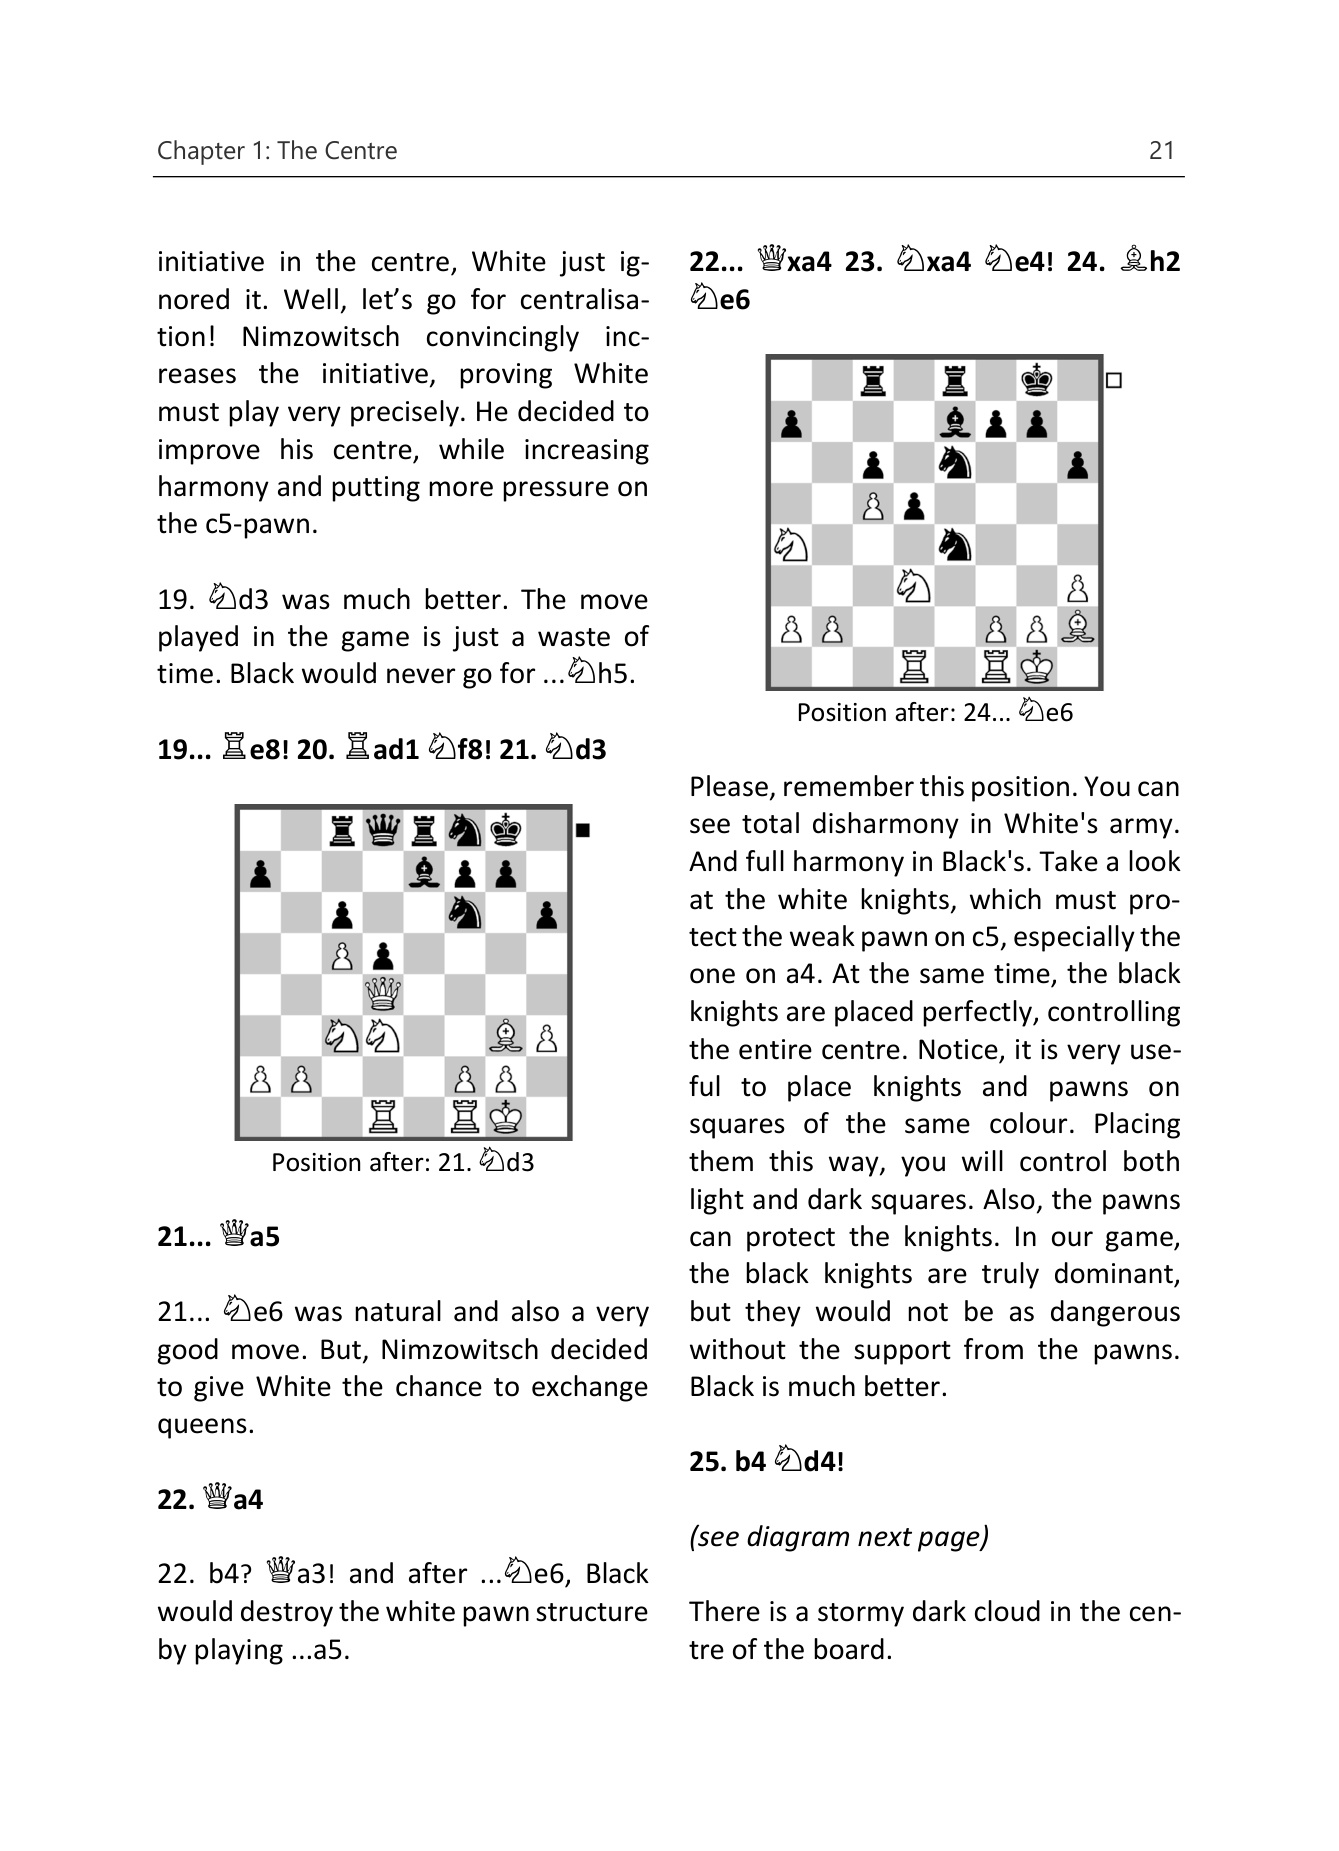 Chapter 1: The Centre 21
initiative in the centre, White just ig-
nored it. Well, let’s go for centralisa-
tion! Nimzowitsch convincingly inc-
reases the initiative, proving White
must play very precisely. He decided to
improve his centre, while increasing
harmony and putting more pressure on
the c5-pawn.
19. ♘d3 was much better. The move
played in the game is just a waste of
time. Black would never go for ...♘h5.
19... ♖e8! 20. ♖ad1 ♘f8! 21. ♘d3
Position after: 21. ♘d3
21... ♕a5
21... ♘e6 was natural and also a very
good move. But, Nimzowitsch decided
to give White the chance to exchange
queens.
22. ♕a4
22. b4? ♕a3! and after ...♘e6, Black
would destroy the white pawn structure
by playing ...a5.
22... ♕xa4 23. ♘xa4 ♘e4! 24. ♗h2
♘e6
Position after: 24... ♘e6
Please, remember this position. You can
see total disharmony in White's army.
And full harmony in Black's. Take a look
at the white knights, which must pro-
tect the weak pawn on c5, especially the
one on a4. At the same time, the black
knights are placed perfectly, controlling
the entire centre. Notice, it is very use-
ful to place knights and pawns on
squares of the same colour. Placing
them this way, you will control both
light and dark squares. Also, the pawns
can protect the knights. In our game,
the black knights are truly dominant,
but they would not be as dangerous
without the support from the pawns.
Black is much better.
25. b4 ♘d4!
(see diagram next page)
There is a stormy dark cloud in the cen-
tre of the board.